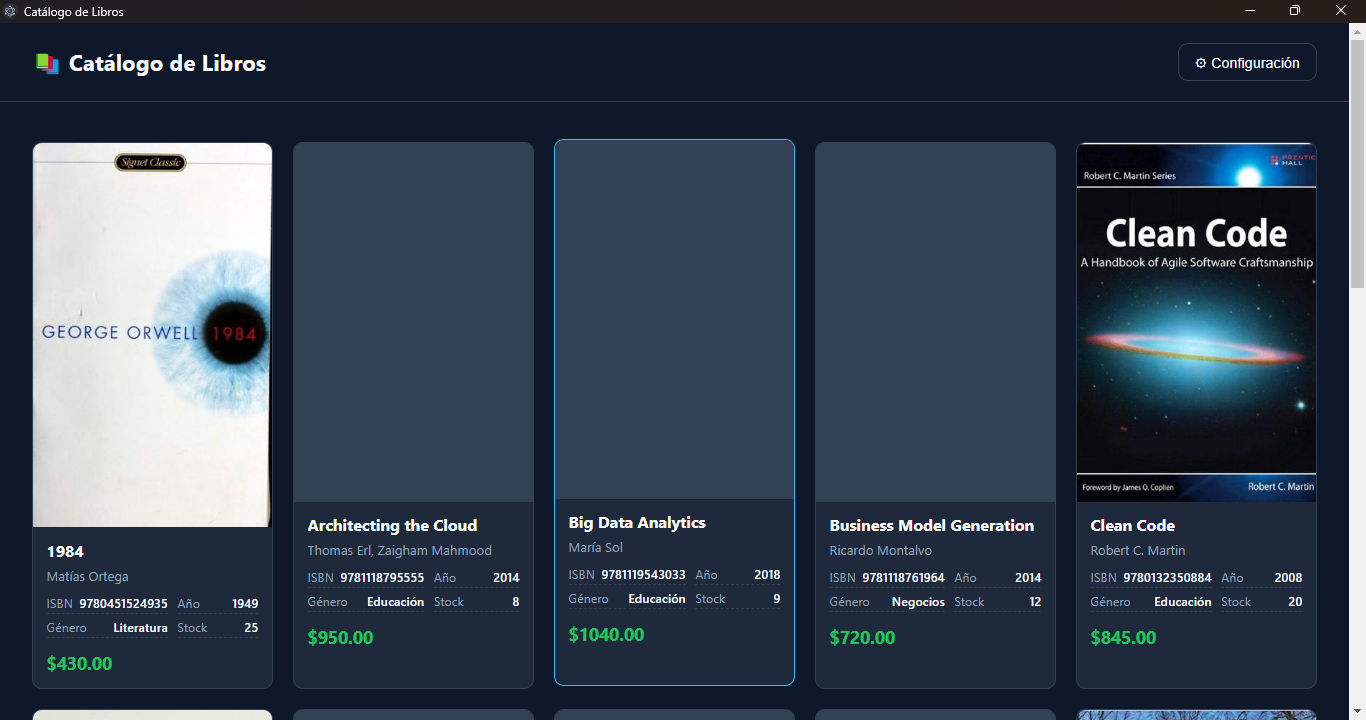 Catálogo de Libros
Catálogo de Libros
⚙ Configuración
Signet Classic
GEORGE ORWELL 1984
1984
Matías Ortega
ISBN 9780451524935 Año 1949
Género Literatura Stock 25
$430.00
Architecting the Cloud
Thomas Erl, Zaigham Mahmood
ISBN 9781118795555 Año 2014
Género Educación Stock 8
$950.00
Big Data Analytics
María Sol
ISBN 9781119543033 Año 2018
Género Educación Stock 9
$1040.00
Business Model Generation
Ricardo Montalvo
ISBN 9781118761964 Año 2014
Género Negocios Stock 12
$720.00
PRENTIC
HALL
Robert C. Martin Series
Clean Code
A Handbook of Agile Software Craftsmanship
Foreword by James O. Coplien
Robert C. Martin
Clean Code
Robert C. Martin
ISBN 9780132350884 Año 2008
Género Educación Stock 20
$845.00